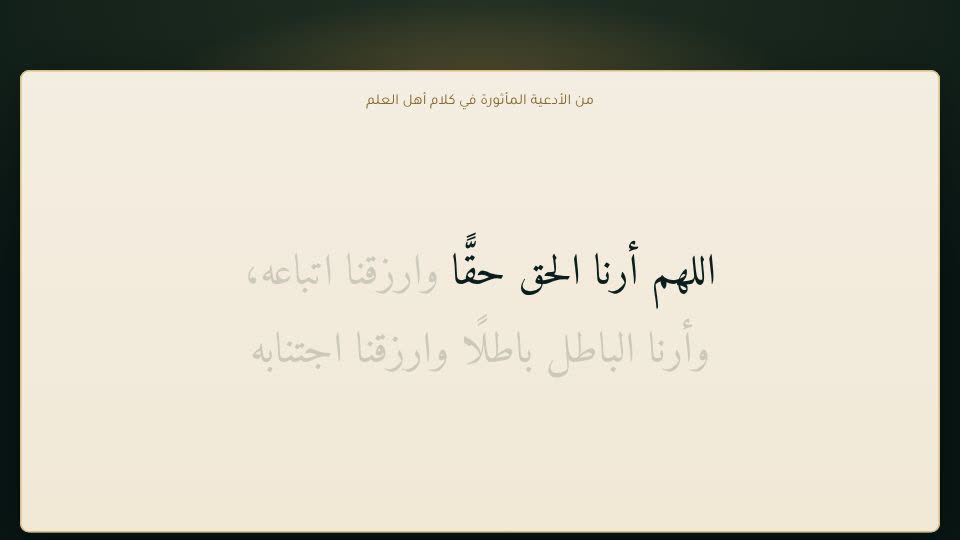 من الأدعية المأثورة في كلام أهل العلم
اللهم أرنا الحق حقًّا وارزقنا اتباعه،
وأرنا الباطل باطلًا وارزقنا اجتنابه